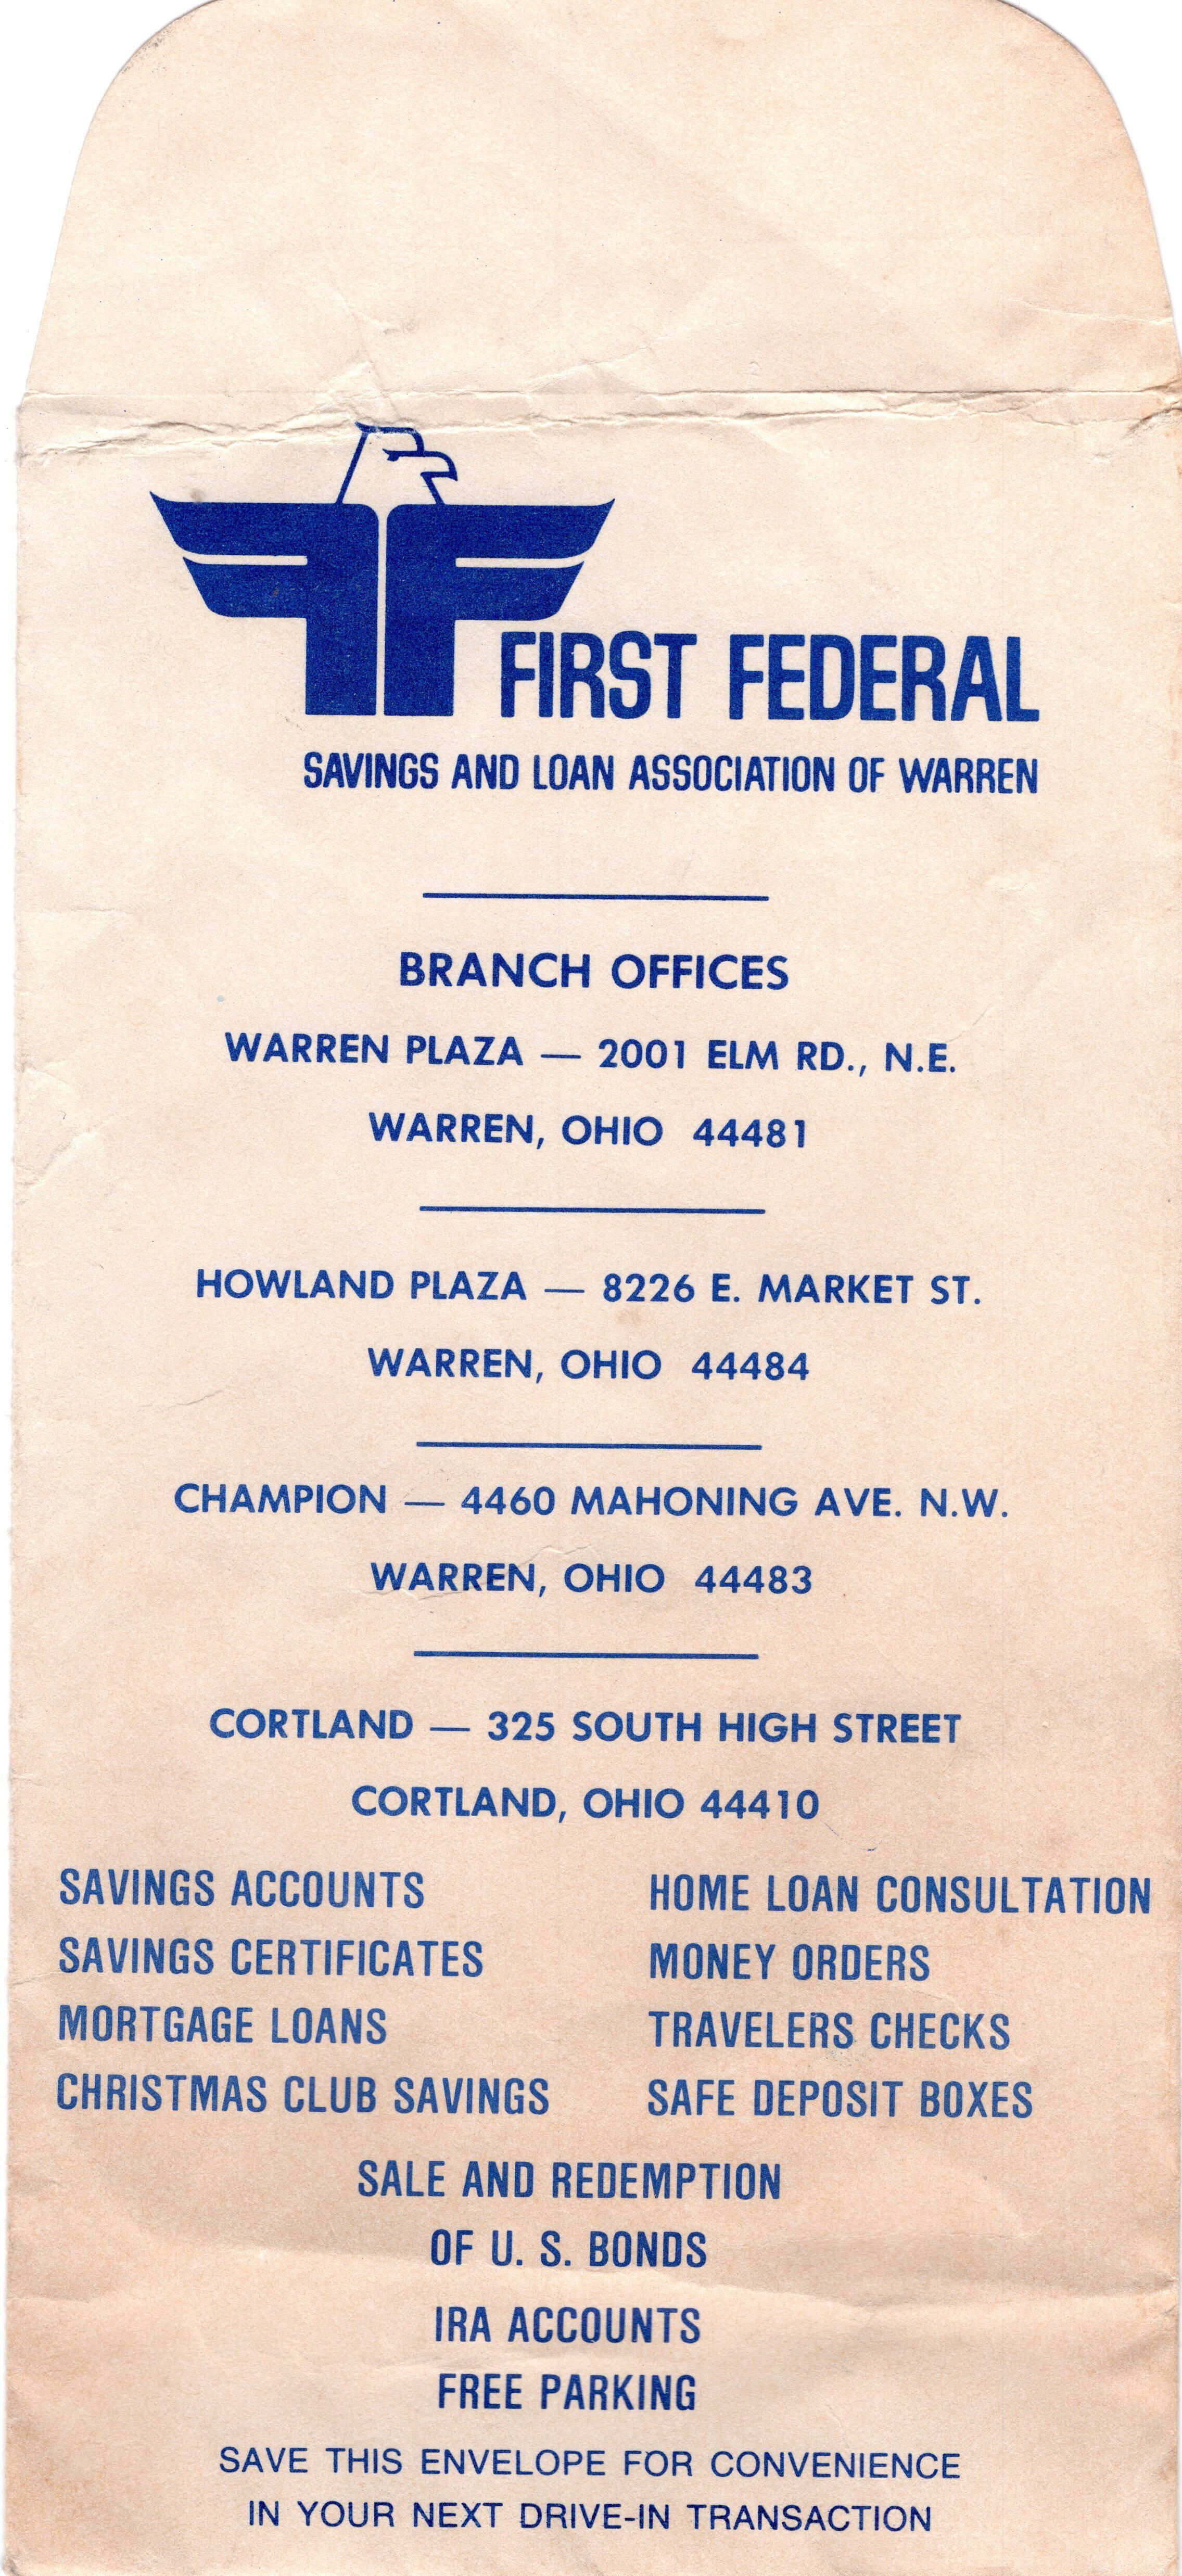 FIRST FEDERAL
SAVINGS AND LOAN ASSOCIATION OF WARREN
BRANCH OFFICES
WARREN PLAZA — 2001 ELM RD., N.E.
WARREN, OHIO 44481
HOWLAND PLAZA — 8226 E. MARKET ST.
WARREN, OHIO 44484
CHAMPION — 4460 MAHONING AVE. N.W.
WARREN, OHIO 44483
CORTLAND — 325 SOUTH HIGH STREET
CORTLAND, OHIO 44410
SAVINGS ACCOUNTS
SAVINGS CERTIFICATES
MORTGAGE LOANS
CHRISTMAS CLUB SAVINGS
HOME LOAN CONSULTATION
MONEY ORDERS
TRAVELERS CHECKS
SAFE DEPOSIT BOXES
SALE AND REDEMPTION
OF U. S. BONDS
IRA ACCOUNTS
FREE PARKING
SAVE THIS ENVELOPE FOR CONVENIENCE
IN YOUR NEXT DRIVE-IN TRANSACTION